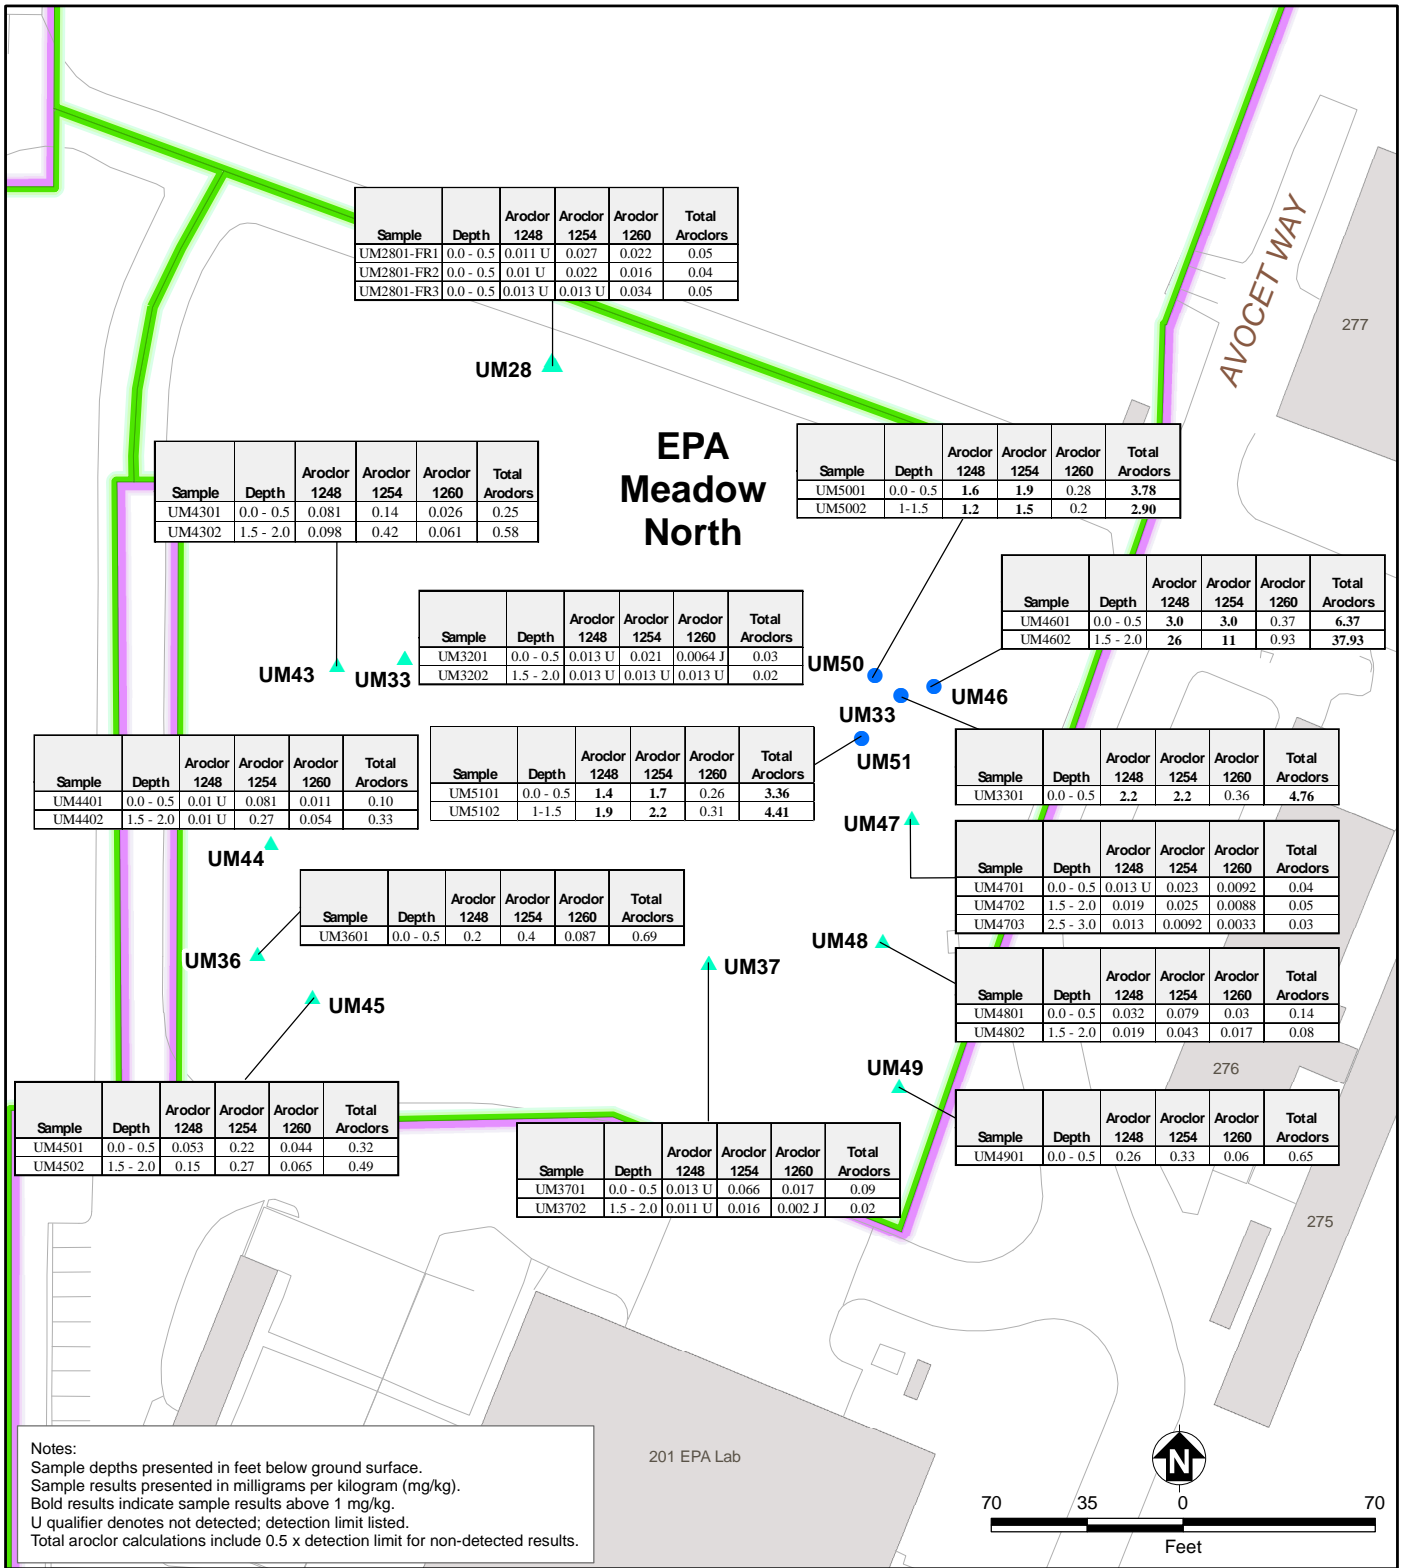 Sample Depth Aroclor 1248 Aroclor 1254 Aroclor 1260 Total Aroclors
UM2801-FR1 0.0 - 0.5 0.011 U 0.027 0.022 0.05
UM2801-FR2 0.0 - 0.5 0.01 U 0.022 0.016 0.04
UM2801-FR3 0.0 - 0.5 0.013 U 0.013 U 0.034 0.05
UM28
AVOCET WAY
277
EPA
Meadow
North
Sample Depth Aroclor 1248 Aroclor 1254 Aroclor 1260 Total Aroclors
UM4301 0.0 - 0.5 0.081 0.14 0.026 0.25
UM4302 1.5 - 2.0 0.098 0.42 0.061 0.58
Sample Depth Aroclor 1248 Aroclor 1254 Aroclor 1260 Total Aroclors
UM5001 0.0 - 0.5 1.6 1.9 0.28 3.78
UM5002 1-1.5 1.2 1.5 0.2 2.90
Sample Depth Aroclor 1248 Aroclor 1254 Aroclor 1260 Total Aroclors
UM4601 0.0 - 0.5 3.0 3.0 0.37 6.37
UM4602 1.5 - 2.0 26 11 0.93 37.93
UM43
UM33
Sample Depth Aroclor 1248 Aroclor 1254 Aroclor 1260 Total Aroclors
UM3201 0.0 - 0.5 0.013 U 0.021 0.0064 J 0.03
UM3202 1.5 - 2.0 0.013 U 0.013 U 0.013 U 0.02
UM50
UM46
UM33
UM51
Sample Depth Aroclor 1248 Aroclor 1254 Aroclor 1260 Total Aroclors
UM4401 0.0 - 0.5 0.01 U 0.081 0.011 0.10
UM4402 1.5 - 2.0 0.01 U 0.27 0.054 0.33
UM44
Sample Depth Aroclor 1248 Aroclor 1254 Aroclor 1260 Total Aroclors
UM5101 0.0 - 0.5 1.4 1.7 0.26 3.36
UM5102 1-1.5 1.9 2.2 0.31 4.41
Sample Depth Aroclor 1248 Aroclor 1254 Aroclor 1260 Total Aroclors
UM3301 0.0 - 0.5 2.2 2.2 0.36 4.76
UM47
Sample Depth Aroclor 1248 Aroclor 1254 Aroclor 1260 Total Aroclors
UM4701 0.0 - 0.5 0.013 U 0.023 0.0092 0.04
UM4702 1.5 - 2.0 0.019 0.025 0.0088 0.05
UM4703 2.5 - 3.0 0.013 0.0092 0.0033 0.03
Sample Depth Aroclor 1248 Aroclor 1254 Aroclor 1260 Total Aroclors
UM3601 0.0 - 0.5 0.2 0.4 0.087 0.69
UM36
UM45
UM37
UM48
Sample Depth Aroclor 1248 Aroclor 1254 Aroclor 1260 Total Aroclors
UM4801 0.0 - 0.5 0.032 0.079 0.03 0.14
UM4802 1.5 - 2.0 0.019 0.043 0.017 0.08
276
UM49
Sample Depth Aroclor 1248 Aroclor 1254 Aroclor 1260 Total Aroclors
UM4901 0.0 - 0.5 0.26 0.33 0.06 0.65
Sample Depth Aroclor 1248 Aroclor 1254 Aroclor 1260 Total Aroclors
UM4501 0.0 - 0.5 0.053 0.22 0.044 0.32
UM4502 1.5 - 2.0 0.15 0.27 0.065 0.49
Sample Depth Aroclor 1248 Aroclor 1254 Aroclor 1260 Total Aroclors
UM3701 0.0 - 0.5 0.013 U 0.066 0.017 0.09
UM3702 1.5 - 2.0 0.011 U 0.016 0.002 J 0.02
275
201 EPA Lab
Notes:
Sample depths presented in feet below ground surface.
Sample results presented in milligrams per kilogram (mg/kg).
Bold results indicate sample results above 1 mg/kg.
U qualifier denotes not detected; detection limit listed.
Total aroclor calculations include 0.5 x detection limit for non-detected results.
N
70 35 0 70
Feet